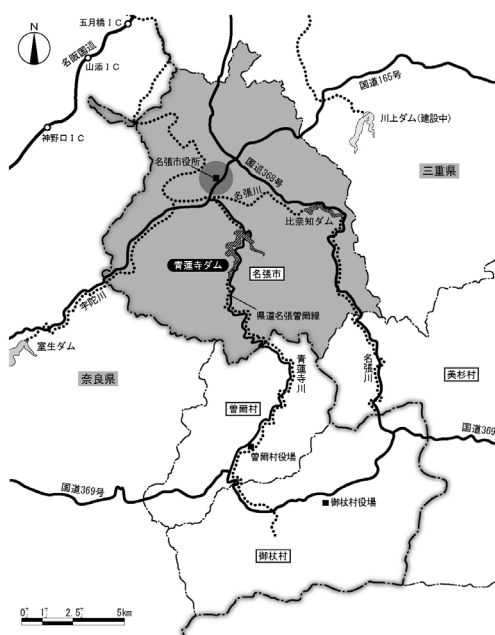 五月橋IC
N
名阪国道
山添IC
神野口IC
国道165号
川上ダム(建設中)
名張市役所
国道368号
名張川
三重県
比奈知ダム
青蓮寺ダム
名張市
県道名張曽爾線
宇陀川
室生ダム
青蓮寺川
名張川
奈良県
美杉村
曽爾村
国道369
曽爾村役場
国道369号
御杖村役場
御杖村
0 1 2.5 5km